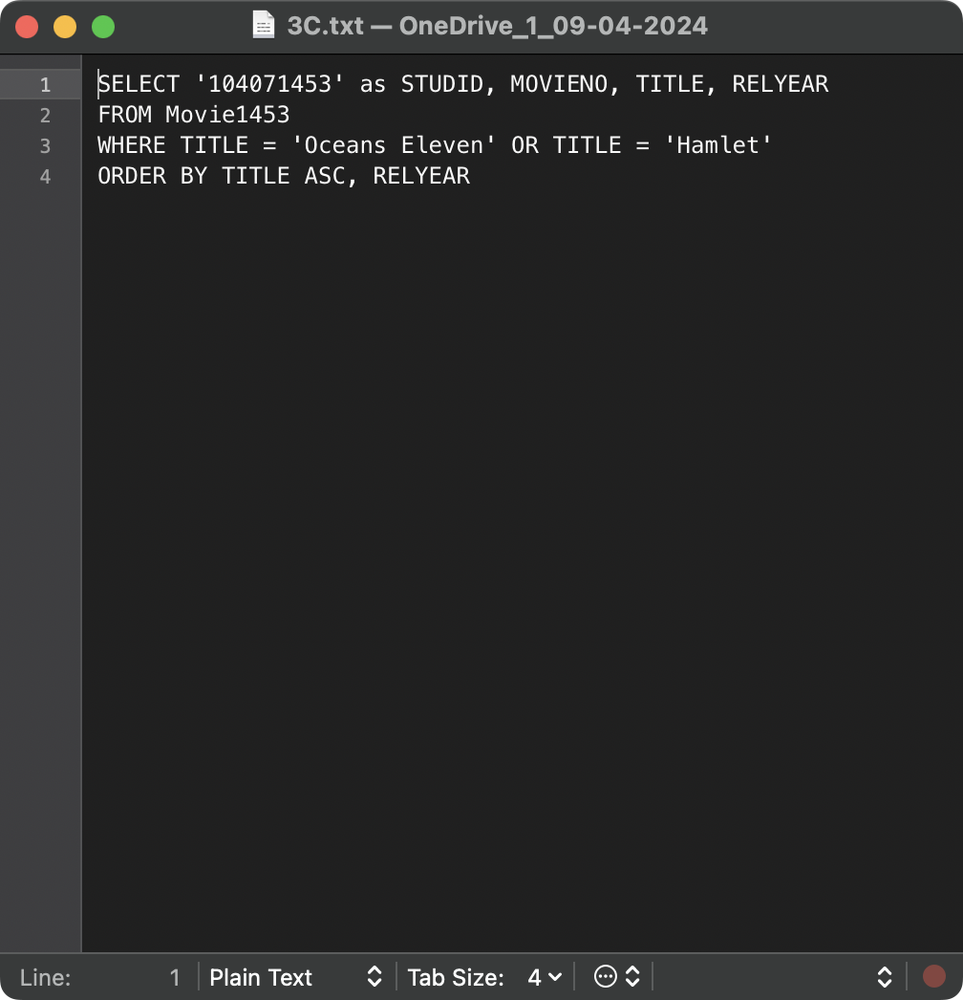 3C.txt — OneDrive_1_09-04-2024
1 SELECT '104071453' as STUDID, MOVIENO, TITLE, RELYEAR
2 FROM Movie1453
3 WHERE TITLE = 'Oceans Eleven' OR TITLE = 'Hamlet'
4 ORDER BY TITLE ASC, RELYEAR
Line: 1 Plain Text Tab Size: 4